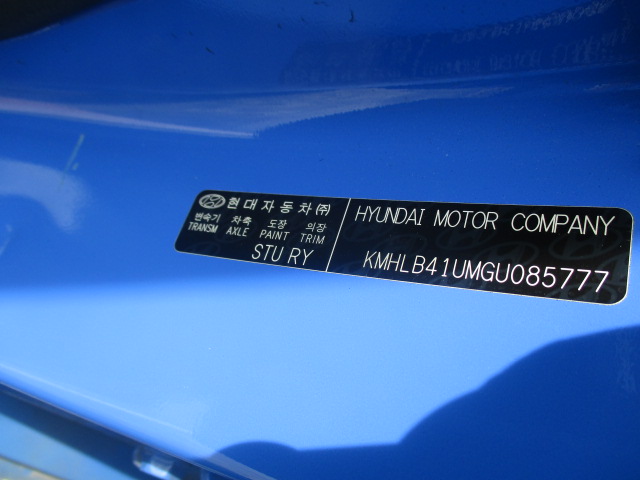 현대자동차㈜
변속기 차축 도장 의장
TRANSM AXLE PAINT TRIM
STU RY
HYUNDAI MOTOR COMPANY
KMHLB41UMGU085777